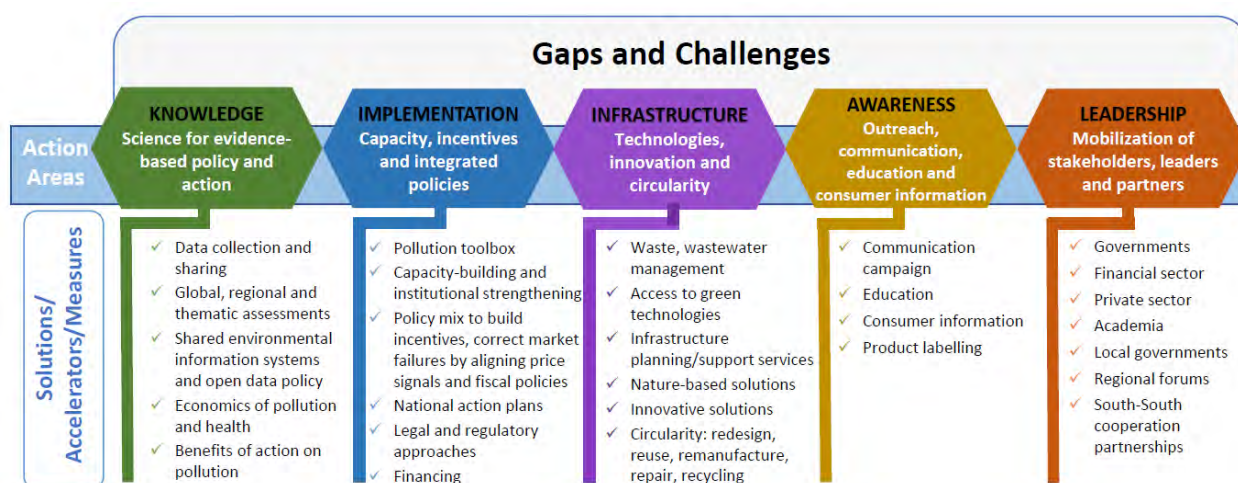 Gaps and Challenges
Action
Areas
KNOWLEDGE
Science for evidence-
based policy and
action
IMPLEMENTATION
Capacity, incentives
and integrated
policies
INFRASTRUCTURE
Technologies,
innovation and
circularity
AWARENESS
Outreach,
communication,
education and
consumer information
LEADERSHIP
Mobilization of
stakeholders, leaders
and partners
Solutions/
Accelerators/Measures
✓ Data collection and
sharing
✓ Global, regional and
thematic assessments
✓ Shared environmental
information systems
and open data policy
✓ Economics of pollution
and health
✓ Benefits of action on
pollution
✓ Pollution toolbox
✓ Capacity-building and
institutional strengthening
✓ Policy mix to build
incentives, correct market
failures by aligning price
signals and fiscal policies
✓ National action plans
✓ Legal and regulatory
approaches
✓ Financing
✓ Waste, wastewater
management
✓ Access to green
technologies
✓ Infrastructure
planning/support services
✓ Nature-based solutions
✓ Innovative solutions
✓ Circularity: redesign,
reuse, remanufacture,
repair, recycling
✓ Communication
campaign
✓ Education
✓ Consumer information
✓ Product labelling
✓ Governments
✓ Financial sector
✓ Private sector
✓ Academia
✓ Local governments
✓ Regional forums
✓ South-South
cooperation
partnerships